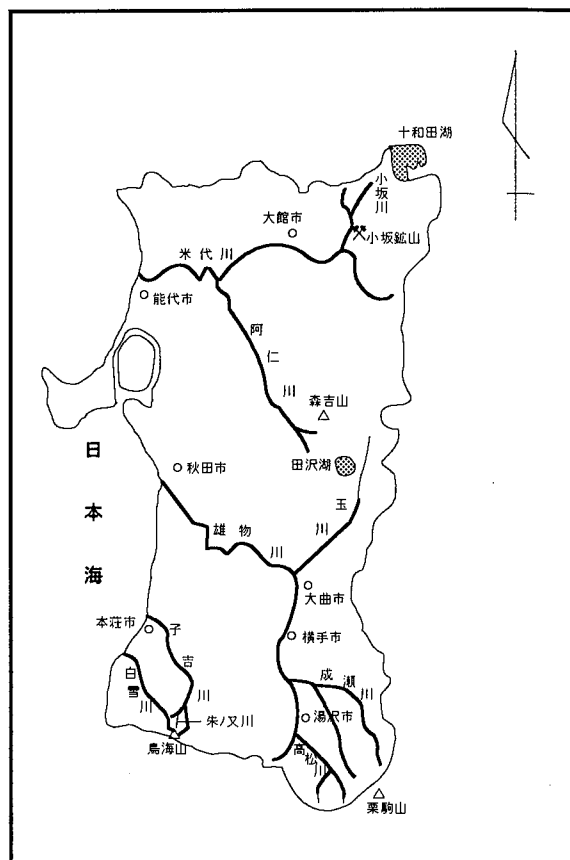 十和田湖
小坂川
大館市
小坂鉱山
米代川
能代市
阿仁川
森吉山
日本海
秋田市
田沢湖
玉川
雄物川
大曲市
本荘市
子吉川
横手市
白雪川
成瀬川
朱ノ又川
湯沢市
鳥海山
高松川
栗駒山